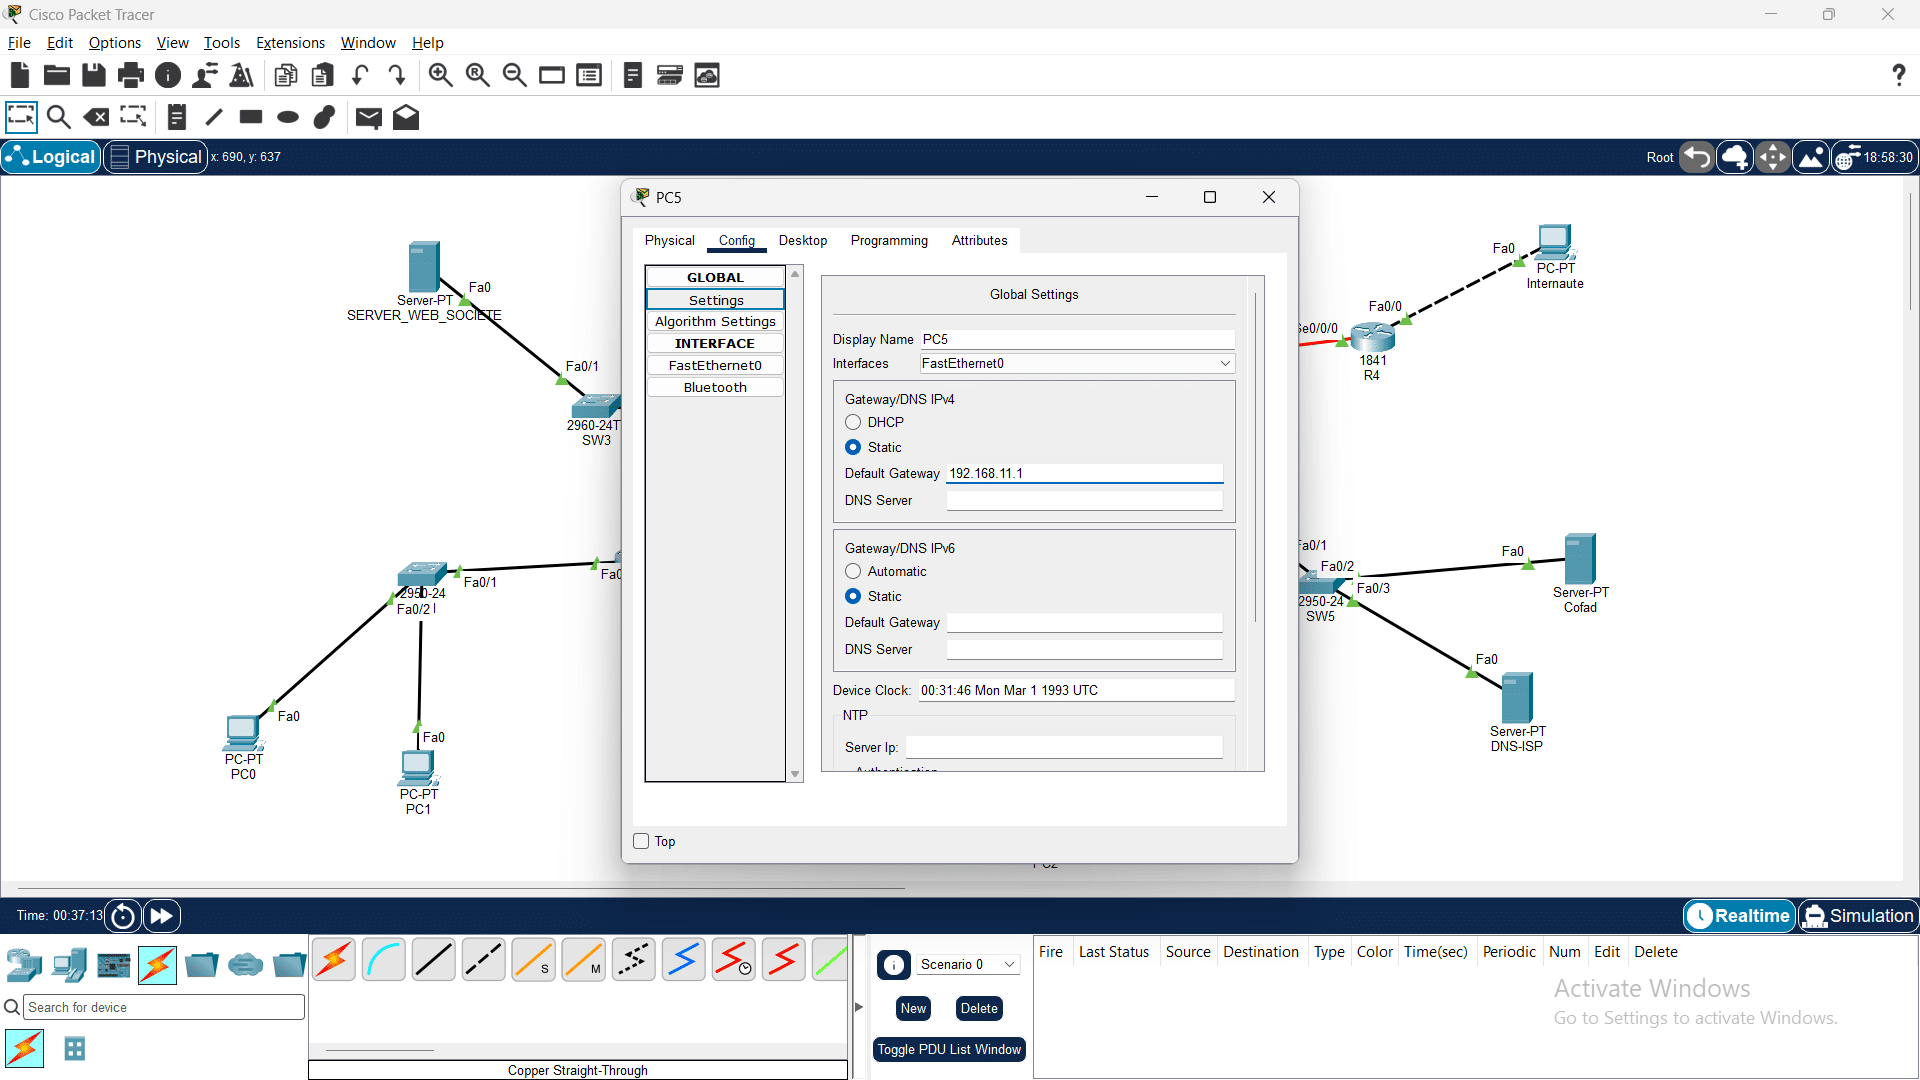 Cisco Packet Tracer
File Edit Options View Tools Extensions Window Help
Logical Physical x: 690, y: 637 Root 18:58:30
PC5
Physical Config Desktop Programming Attributes
GLOBAL
Settings
Algorithm Settings
INTERFACE
FastEthernet0
Bluetooth
Global Settings
Display Name PC5
Interfaces FastEthernet0
Gateway/DNS IPv4
DHCP
Static
Default Gateway 192.168.11.1
DNS Server
Gateway/DNS IPv6
Automatic
Static
Default Gateway
DNS Server
Device Clock: 00:31:46 Mon Mar 1 1993 UTC
NTP
Server Ip:
Top
Fa0
Server-PT
SERVER_WEB_SOCIETE
Fa0/1
2960-24T
SW3
Fa0/1
2950-24
Fa0/2
Fa0
PC-PT
PC0
Fa0
PC-PT
PC1
Fa0
PC-PT
Internaute
Fa0/0
Se0/0/0
1841
R4
Fa0/1
Fa0/2
Fa0/3
2950-24
SW5
Fa0
Server-PT
Cofad
Fa0
Server-PT
DNS-ISP
Time: 00:37:13 Realtime Simulation
Search for device
S M
Copper Straight-Through
Scenario 0
New Delete
Toggle PDU List Window
Fire Last Status Source Destination Type Color Time(sec) Periodic Num Edit Delete
Activate Windows
Go to Settings to activate Windows.